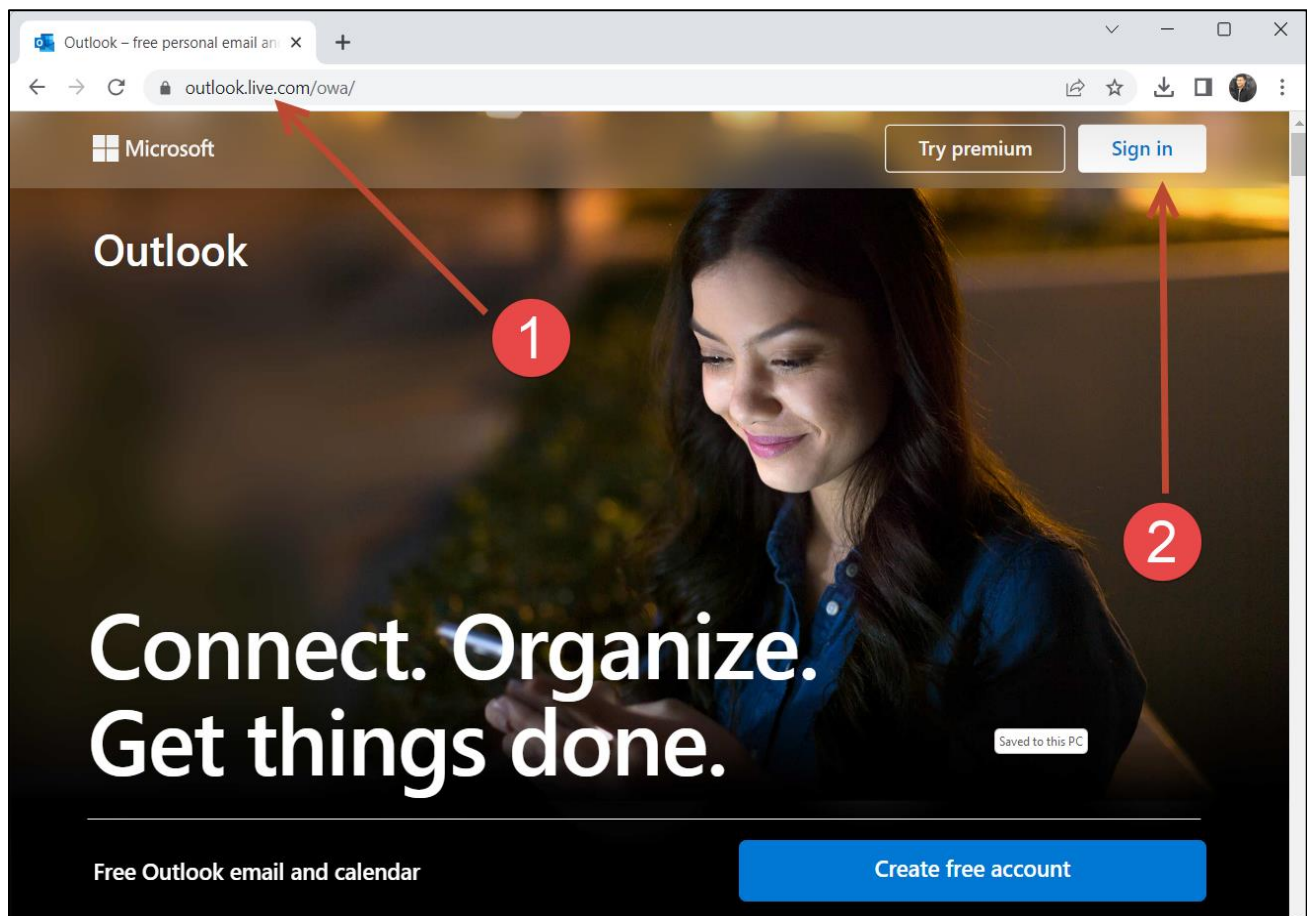 Outlook – free personal email an
outlook.live.com/owa/
Microsoft
Try premium
Sign in
Outlook
1
2
Connect. Organize.
Get things done.
Saved to this PC
Free Outlook email and calendar
Create free account